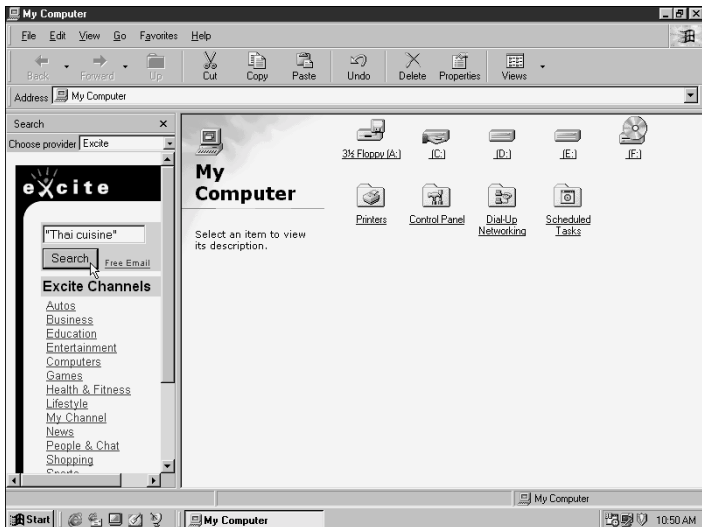 My Computer
File Edit View Go Favorites Help
Back Forward Up Cut Copy Paste Undo Delete Properties Views
Address My Computer
Search
Choose provider Excite
excite
"Thai cuisine"
Search Free Email
Excite Channels
Autos
Business
Education
Entertainment
Computers
Games
Health & Fitness
Lifestyle
My Channel
News
People & Chat
Shopping
Sports
My
Computer
Select an item to view
its description.
3½ Floppy (A:) (C:) (D:) (E:) (F:)
Printers Control Panel Dial-Up Networking Scheduled Tasks
My Computer
Start My Computer 10:50 AM